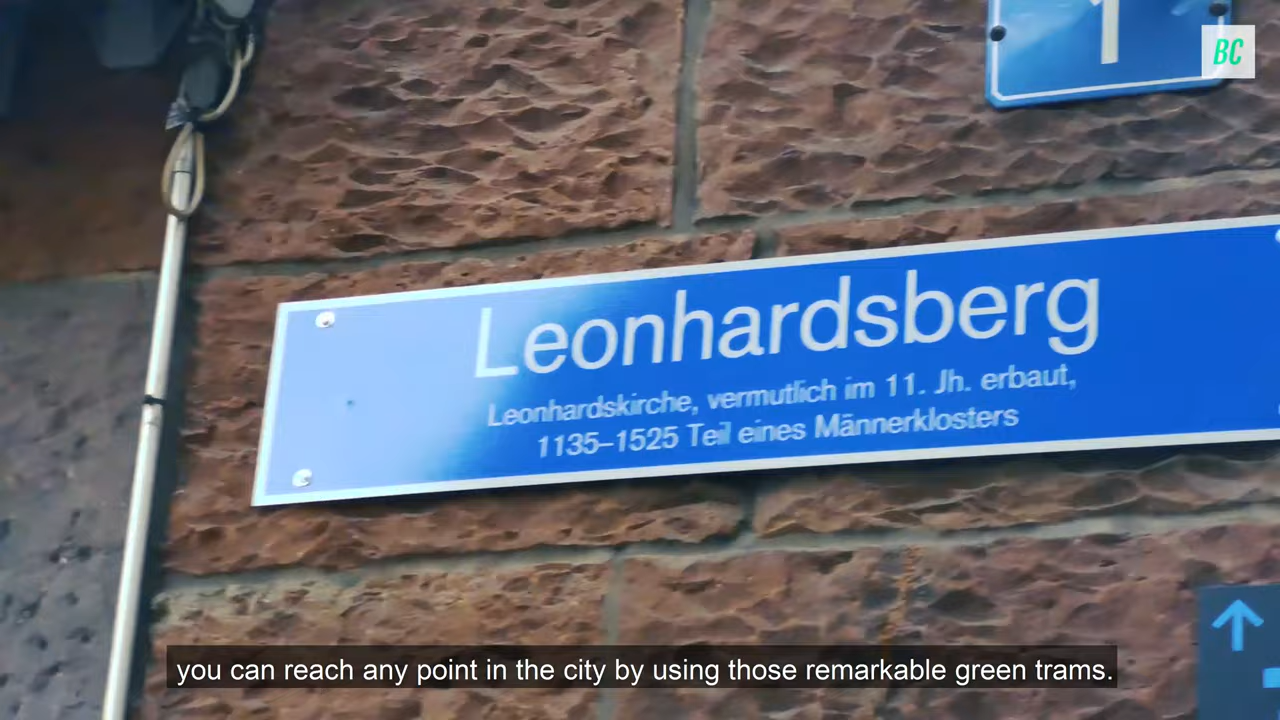 1
BC
Leonhardsberg
Leonhardskirche, vermutlich im 11. Jh. erbaut,
1135–1525 Teil eines Männerklosters
you can reach any point in the city by using those remarkable green trams.